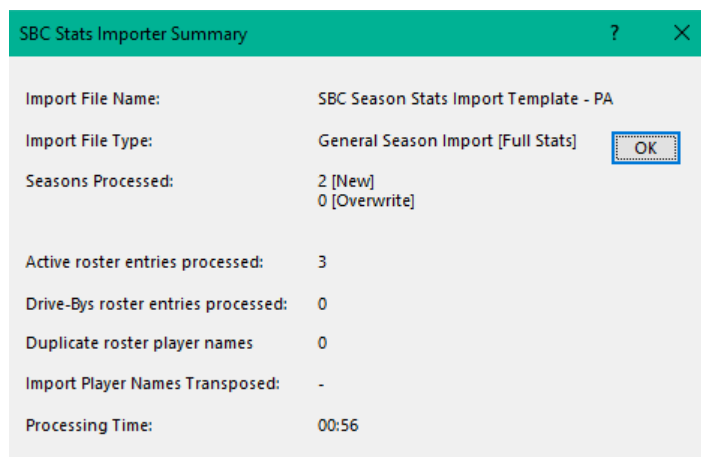 SBC Stats Importer Summary ? ×
Import File Name: SBC Season Stats Import Template - PA
Import File Type: General Season Import [Full Stats]
OK
Seasons Processed: 2 [New]
0 [Overwrite]
Active roster entries processed: 3
Drive-Bys roster entries processed: 0
Duplicate roster player names 0
Import Player Names Transposed: -
Processing Time: 00:56